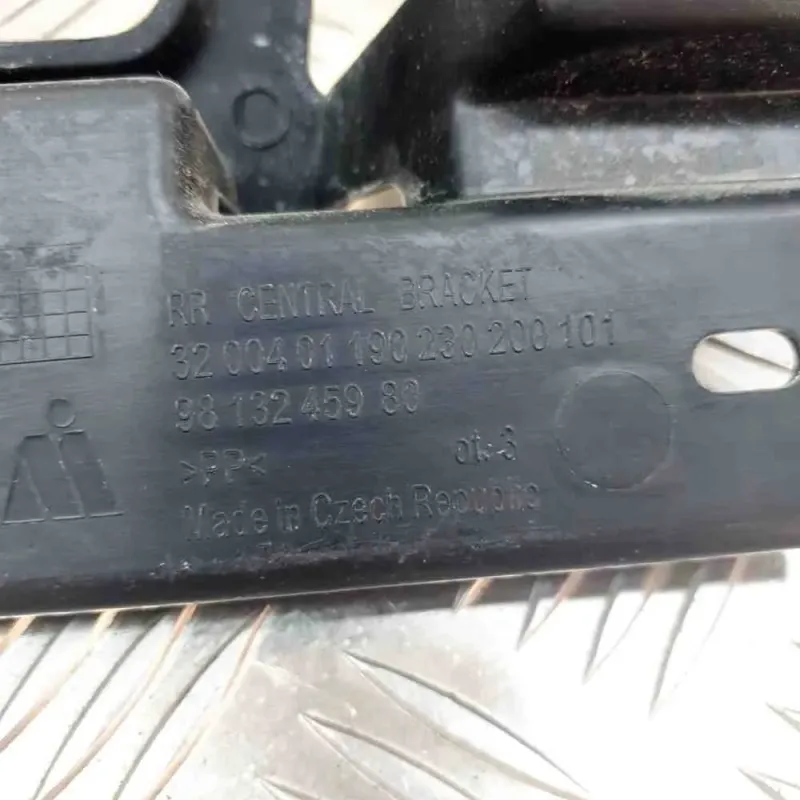 RR CENTRAL BRACKET
32 004 01 190 230 200 101
98 132 459 80
>PP<
ot. 3
Made in Czech Republic